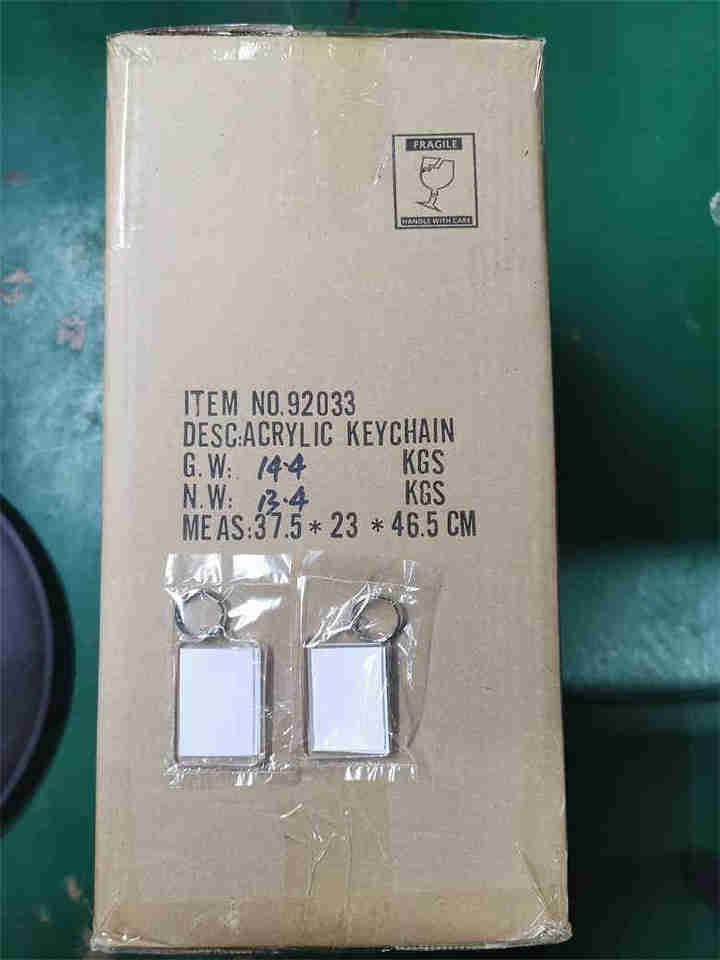 FRAGILE
HANDLE WITH CARE
ITEM NO.92033
DESC:ACRYLIC KEYCHAIN
G.W: 14.4 KGS
N.W: 13.4 KGS
MEAS:37.5*23*46.5 CM